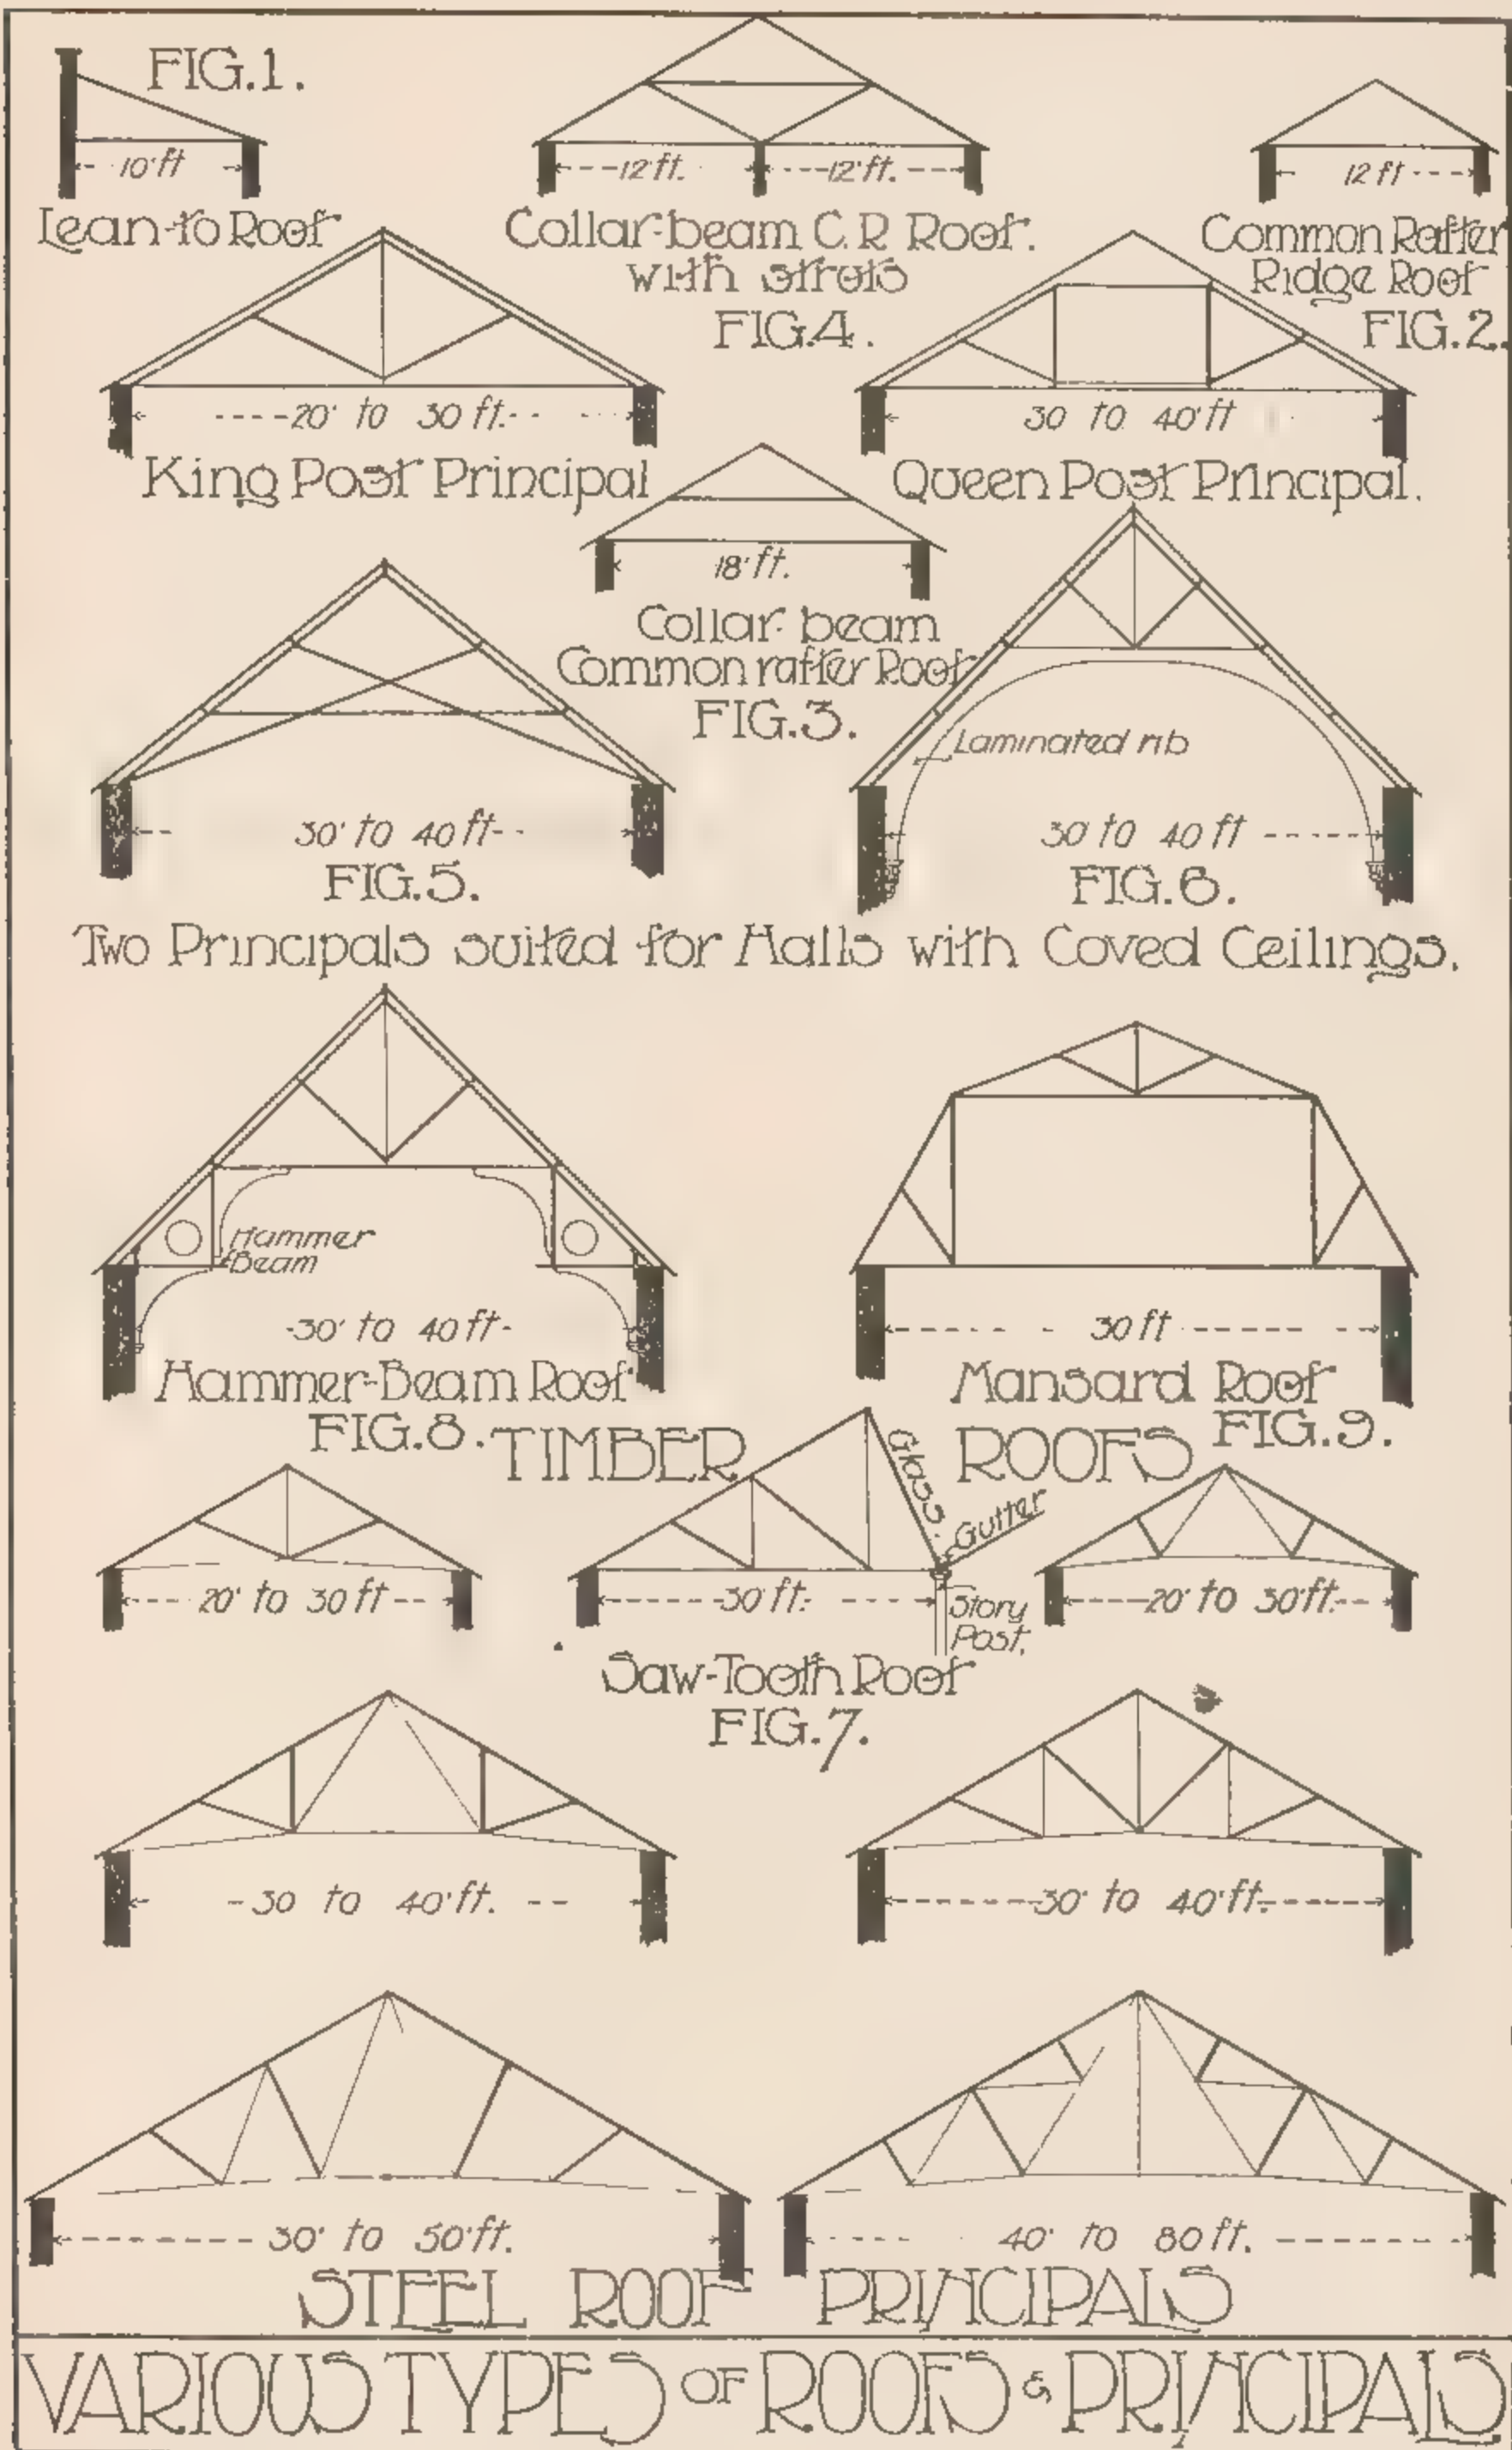 FIG.1.
10' ft
Lean-to Roof
12' ft.
12' ft.
Collar-beam C.R Roof.
with struts
FIG.4.
12 ft
Common Rafter
Ridge Roof
FIG.2.
20' to 30 ft.
King Post Principal
30 to 40' ft
Queen Post Principal.
18' ft.
Collar-beam
Common rafter Roof
FIG.3.
30' to 40 ft
FIG.5.
Laminated rib
30' to 40 ft
FIG.6.
Two Principals suited for Halls with Coved Ceilings.
Hammer
Beam
30' to 40 ft
Hammer-Beam Roof
FIG.8.
30 ft
Mansard Roof
FIG.9.
TIMBER ROOFS
20' to 30 ft
Glass.
Gutter
30' ft.
Story
Post.
Saw-Tooth Roof
FIG.7.
20' to 30' ft.
30 to 40' ft.
30' to 40' ft.
30' to 50' ft.
40' to 80 ft.
STEEL ROOF PRINCIPALS
VARIOUS TYPES OF ROOFS & PRINCIPALS